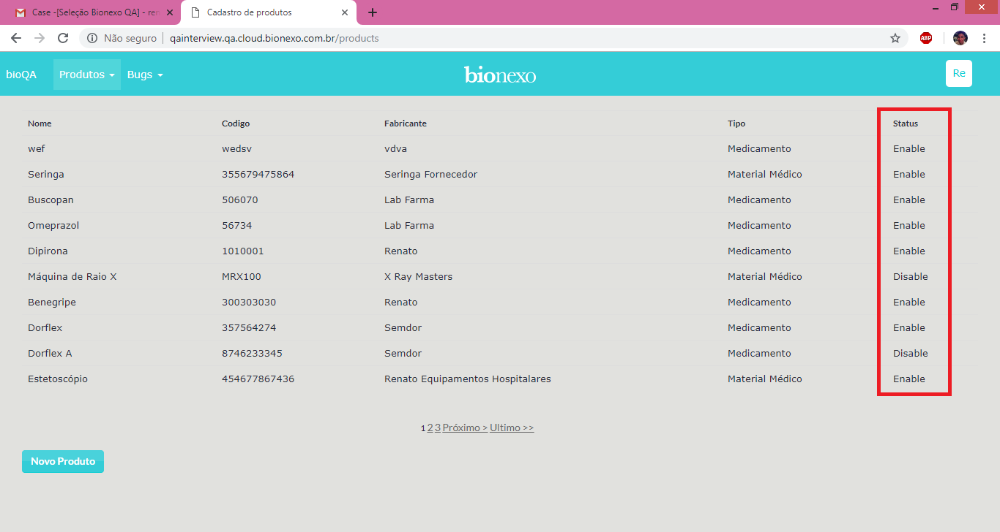 Case -[Seleção Bionexo QA] - ren
Cadastro de produtos
Não seguro
qainterview.qa.cloud.bionexo.com.br/products
ABP
bioQA
Produtos
Bugs
bionexo
Re
Nome Codigo Fabricante Tipo Status
wef wedsv vdva Medicamento Enable
Seringa 355679475864 Seringa Fornecedor Material Médico Enable
Buscopan 506070 Lab Farma Medicamento Enable
Omeprazol 56734 Lab Farma Medicamento Enable
Dipirona 1010001 Renato Medicamento Enable
Máquina de Raio X MRX100 X Ray Masters Material Médico Disable
Benegripe 300303030 Renato Medicamento Enable
Dorflex 357564274 Semdor Medicamento Enable
Dorflex A 8746233345 Semdor Medicamento Disable
Estetoscópio 454677867436 Renato Equipamentos Hospitalares Material Médico Enable
1 2 3 Próximo > Ultimo >>
Novo Produto